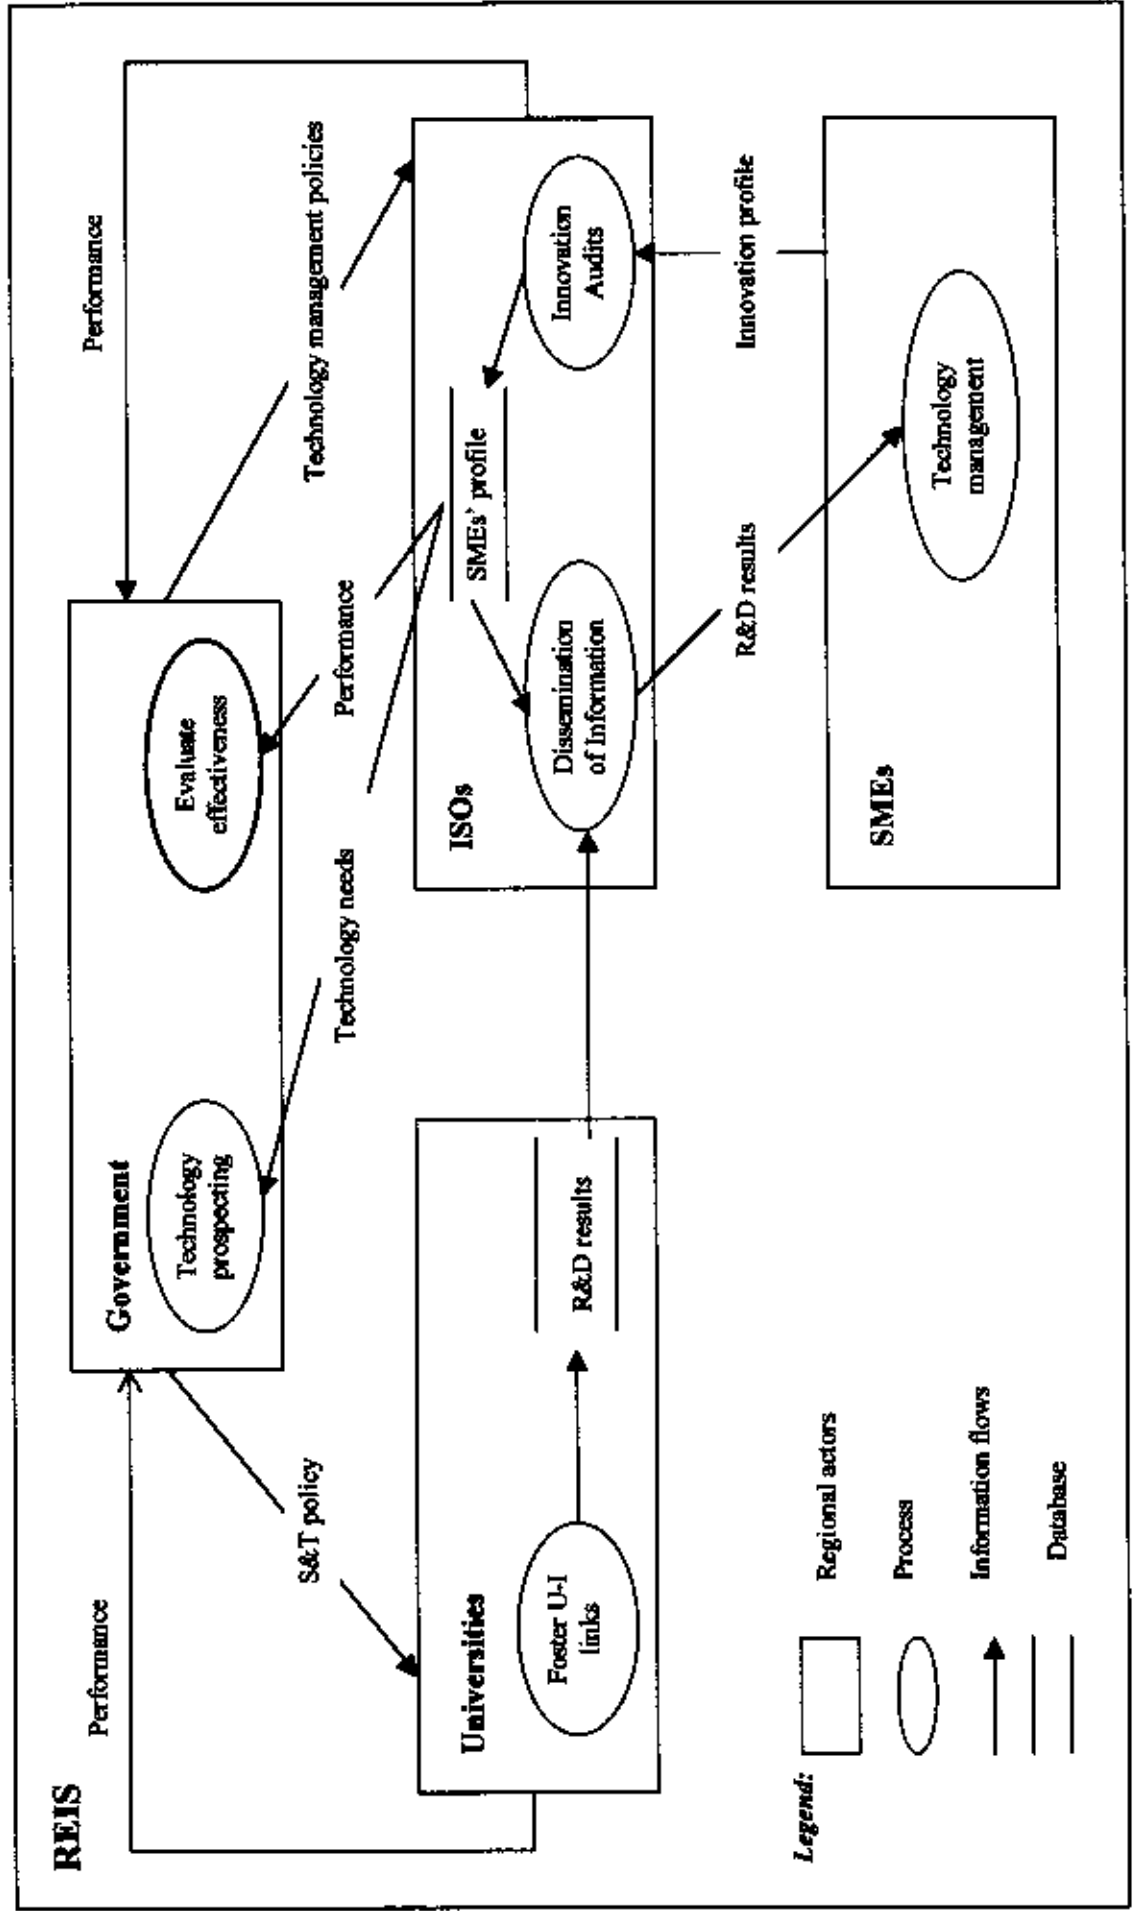 REIS
Performance
Performance
Government
Technology
prospecting
Evaluate
effectiveness
S&T policy
Technology needs
Performance
Technology management policies
Universities
Foster U-I
links
R&D results
ISOs
SMEs' profile
Dissemination
of Information
Innovation
Audits
R&D results
Innovation profile
SMEs
Technology
management
Legend:
Regional actors
Process
Information flows
Database